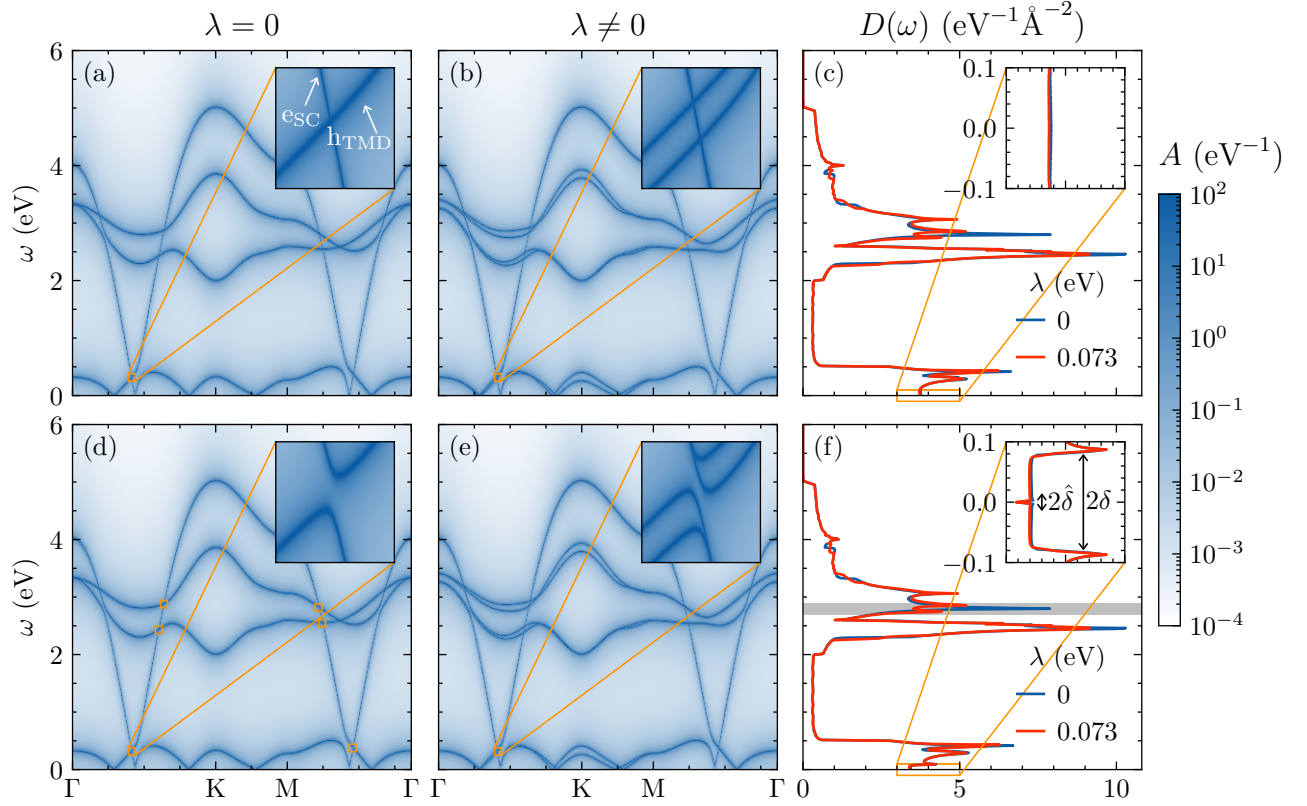 λ = 0
λ ≠ 0
D(ω) (eV⁻¹Å⁻²)
(a)
e_SC
h_TMD
6
4
2
0
ω (eV)
(b)
(c)
0.1
0.0
−0.1
λ (eV)
0
0.073
A (eV⁻¹)
10²
10¹
10⁰
10⁻¹
10⁻²
10⁻³
10⁻⁴
(d)
6
4
2
0
ω (eV)
Γ K M Γ
(e)
Γ K M Γ
(f)
0.1
0.0
−0.1
2δ̂
2δ
λ (eV)
0
0.073
0 5 10